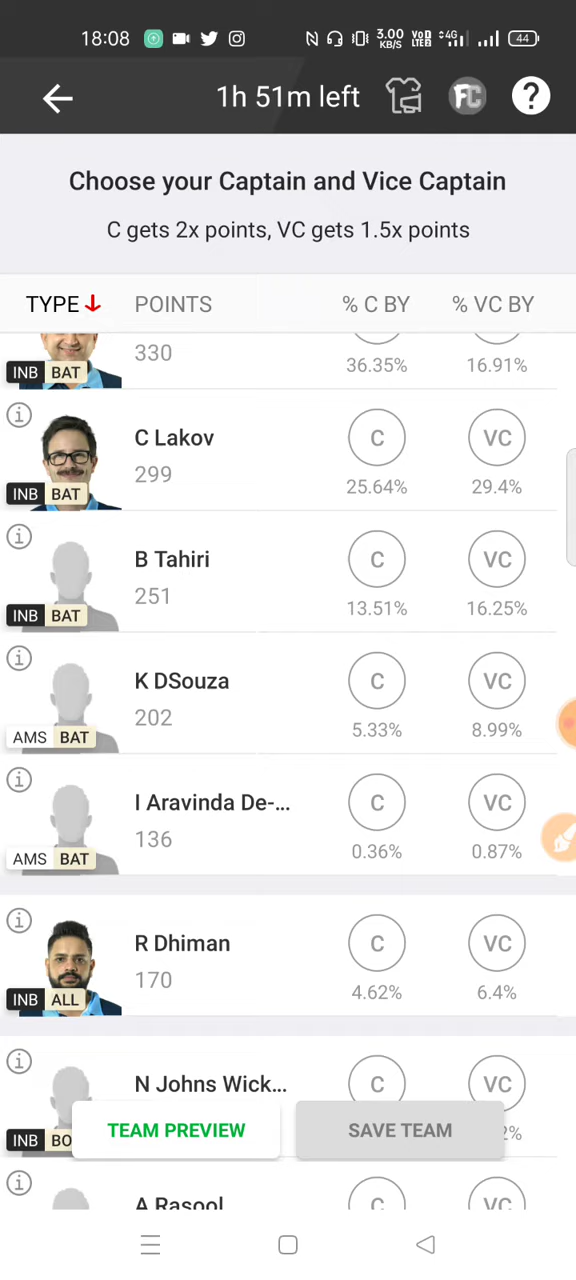 18:08 3.00 KB/S VoD LTE2 4G 44
1h 51m left FC ?
Choose your Captain and Vice Captain
C gets 2x points, VC gets 1.5x points
TYPE POINTS % C BY % VC BY
330
INB BAT 36.35% 16.91%
C Lakov C VC
299
INB BAT 25.64% 29.4%
B Tahiri C VC
251
INB BAT 13.51% 16.25%
K DSouza C VC
202
AMS BAT 5.33% 8.99%
I Aravinda De-... C VC
136
AMS BAT 0.36% 0.87%
R Dhiman C VC
170
INB ALL 4.62% 6.4%
N Johns Wick... C VC
INB BO TEAM PREVIEW SAVE TEAM 2%
A Rasool C VC